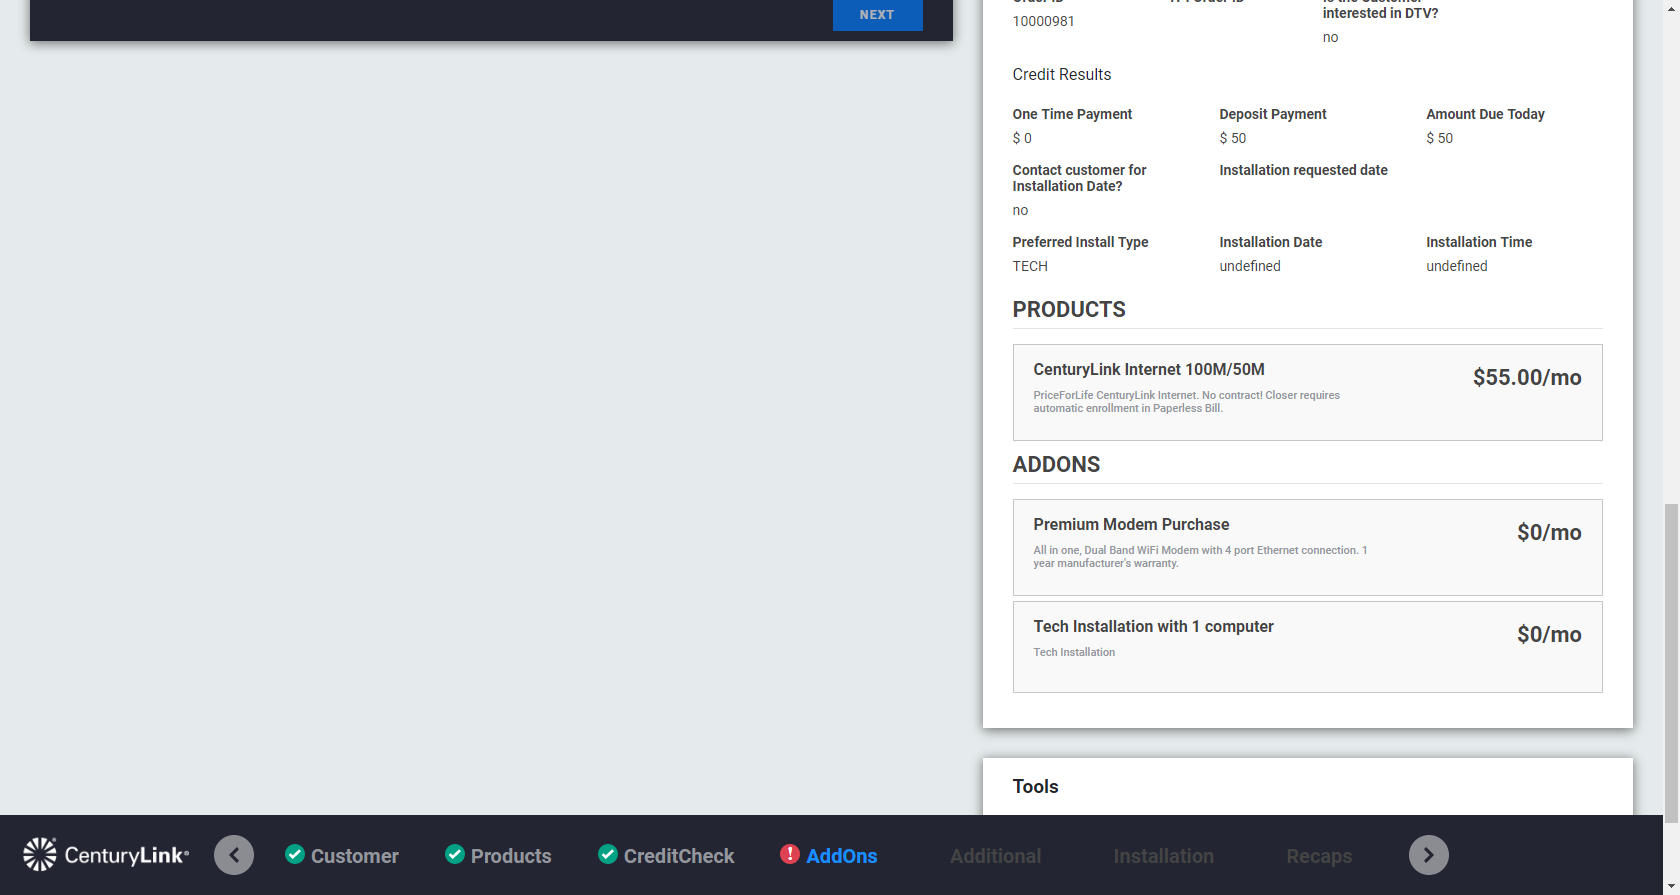 NEXT
10000981
interested in DTV?
no
Credit Results
One Time Payment
$ 0
Deposit Payment
$ 50
Amount Due Today
$ 50
Contact customer for
Installation Date?
no
Installation requested date
Preferred Install Type
TECH
Installation Date
undefined
Installation Time
undefined
PRODUCTS
CenturyLink Internet 100M/50M
$55.00/mo
PriceForLife CenturyLink Internet. No contract! Closer requires
automatic enrollment in Paperless Bill.
ADDONS
Premium Modem Purchase
$0/mo
All in one, Dual Band WiFi Modem with 4 port Ethernet connection. 1
year manufacturer's warranty.
Tech Installation with 1 computer
$0/mo
Tech Installation
Tools
CenturyLink®
Customer
Products
CreditCheck
AddOns
Additional
Installation
Recaps